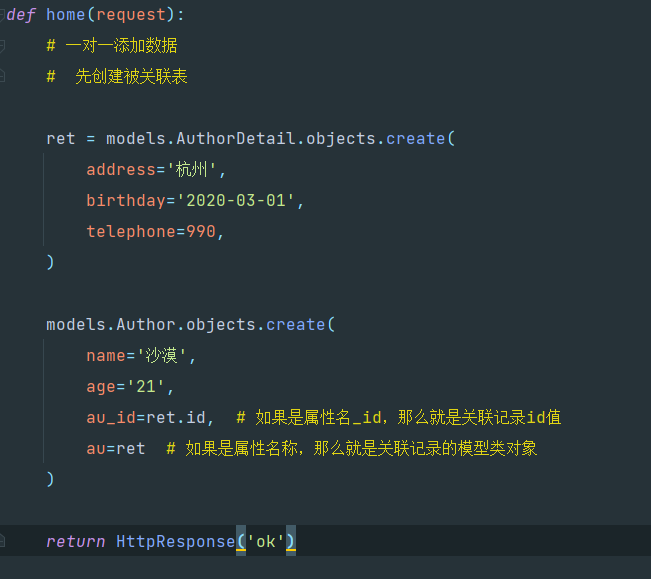 def home(request):
# 一对一添加数据
#  先创建被关联表
ret = models.AuthorDetail.objects.create(
address='杭州',
birthday='2020-03-01',
telephone=990,
)
models.Author.objects.create(
name='沙漠',
age='21',
au_id=ret.id,  # 如果是属性名_id，那么就是关联记录id值
au=ret  # 如果是属性名称，那么就是关联记录的模型类对象
)
return HttpResponse('ok')